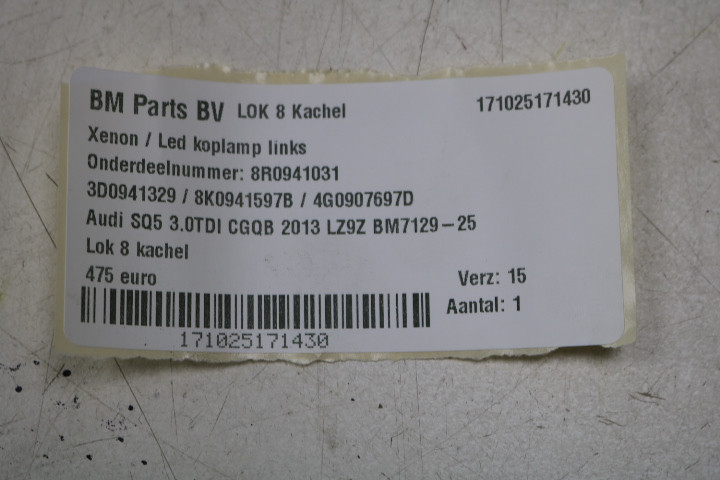 BM Parts BV LOK 8 Kachel 171025171430
Xenon / Led koplamp links
Onderdeelnummer: 8R0941031
3D0941329 / 8K0941597B / 4G0907697D
Audi SQ5 3.0TDI CGQB 2013 LZ9Z BM7129-25
Lok 8 kachel
475 euro Verz: 15
Aantal: 1
171025171430